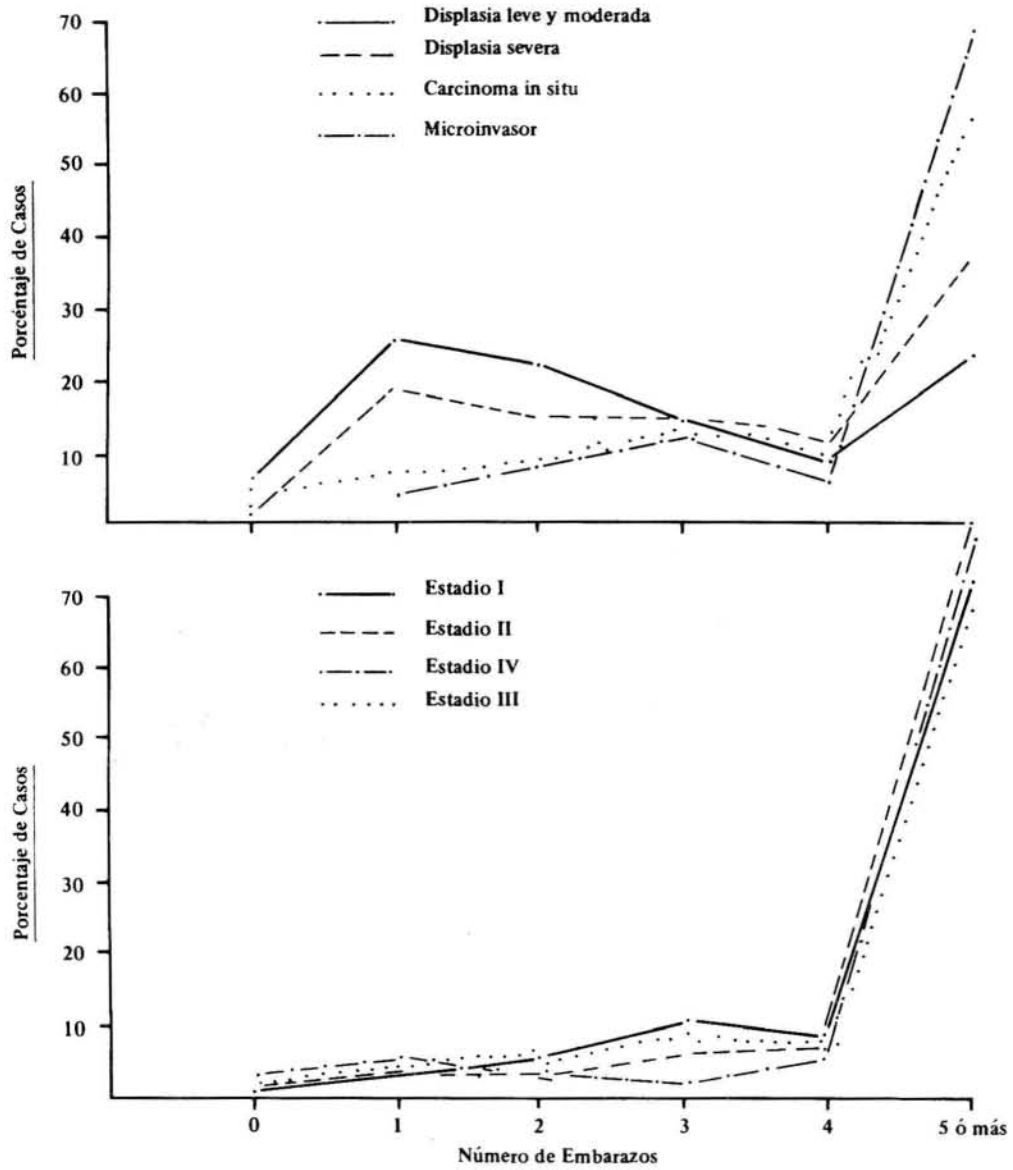 70
60
50
40
30
20
10
Porcéntaje de Casos
Displasia leve y moderada
Displasia severa
Carcinoma in situ
Microinvasor
70
60
50
40
30
20
10
Porcentaje de Casos
Estadio I
Estadio II
Estadio IV
Estadio III
0 1 2 3 4 5 ó más
Número de Embarazos